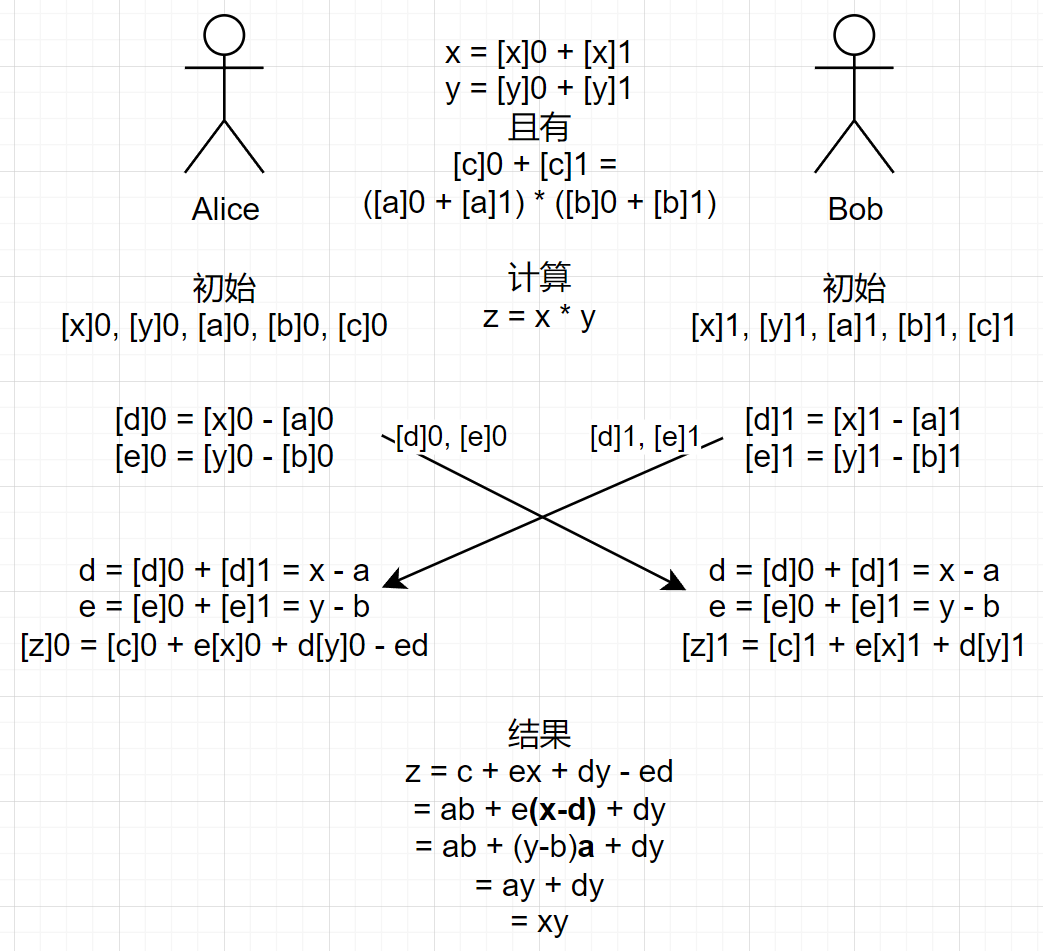 x = [x]0 + [x]1
y = [y]0 + [y]1
且有
[c]0 + [c]1 =
([a]0 + [a]1) * ([b]0 + [b]1)
Alice
Bob
初始
[x]0, [y]0, [a]0, [b]0, [c]0
计算
z = x * y
初始
[x]1, [y]1, [a]1, [b]1, [c]1
[d]0 = [x]0 - [a]0
[e]0 = [y]0 - [b]0
[d]0, [e]0
[d]1, [e]1
[d]1 = [x]1 - [a]1
[e]1 = [y]1 - [b]1
d = [d]0 + [d]1 = x - a
e = [e]0 + [e]1 = y - b
[z]0 = [c]0 + e[x]0 + d[y]0 - ed
d = [d]0 + [d]1 = x - a
e = [e]0 + [e]1 = y - b
[z]1 = [c]1 + e[x]1 + d[y]1
结果
z = c + ex + dy - ed
= ab + e(x-d) + dy
= ab + (y-b)a + dy
= ay + dy
= xy